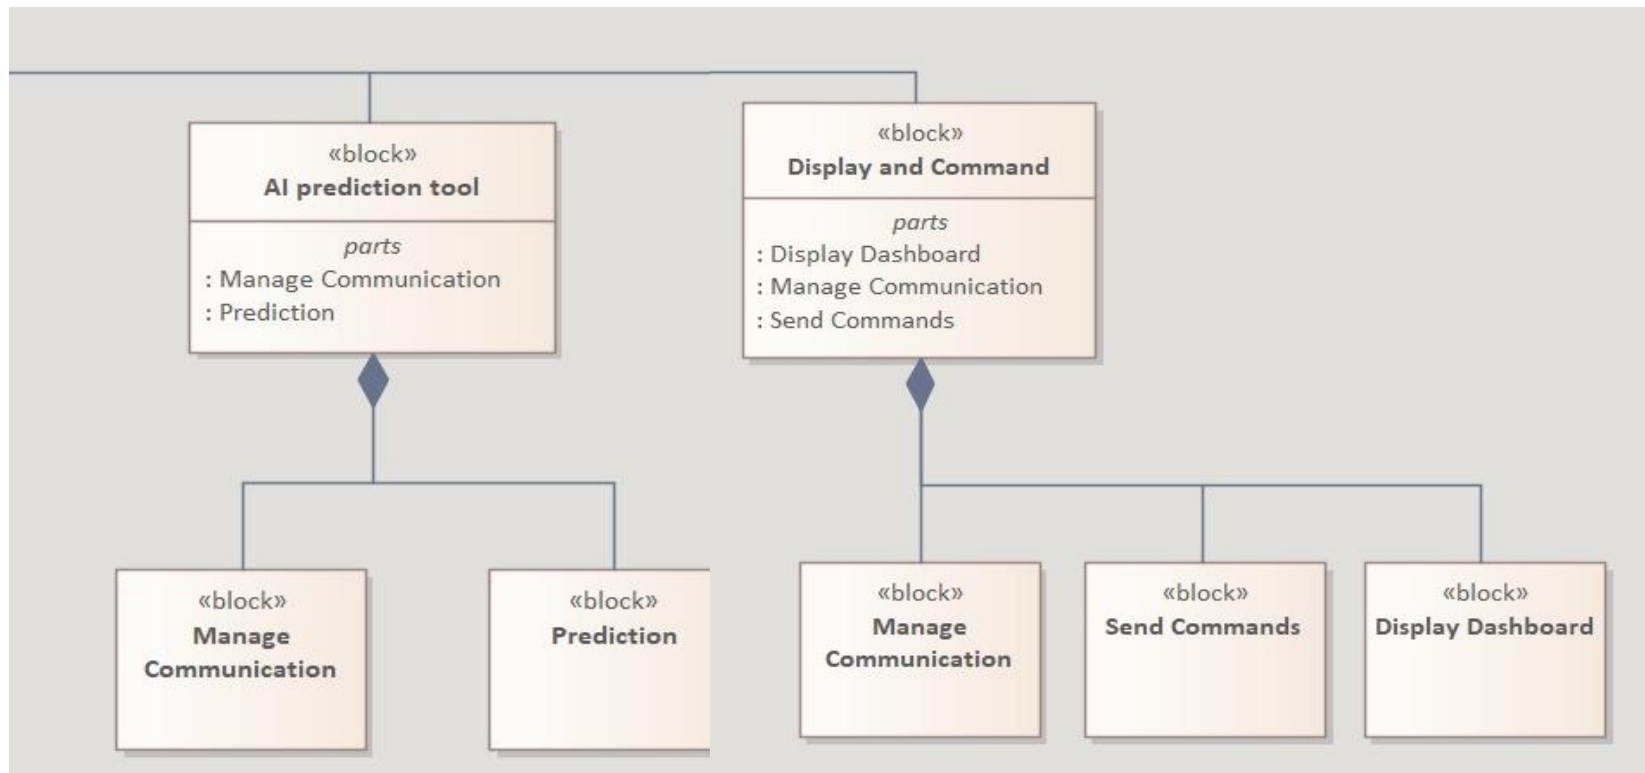 «block»
AI prediction tool
parts
: Manage Communication
: Prediction
«block»
Display and Command
parts
: Display Dashboard
: Manage Communication
: Send Commands
«block»
Manage
Communication
«block»
Prediction
«block»
Manage
Communication
«block»
Send Commands
«block»
Display Dashboard